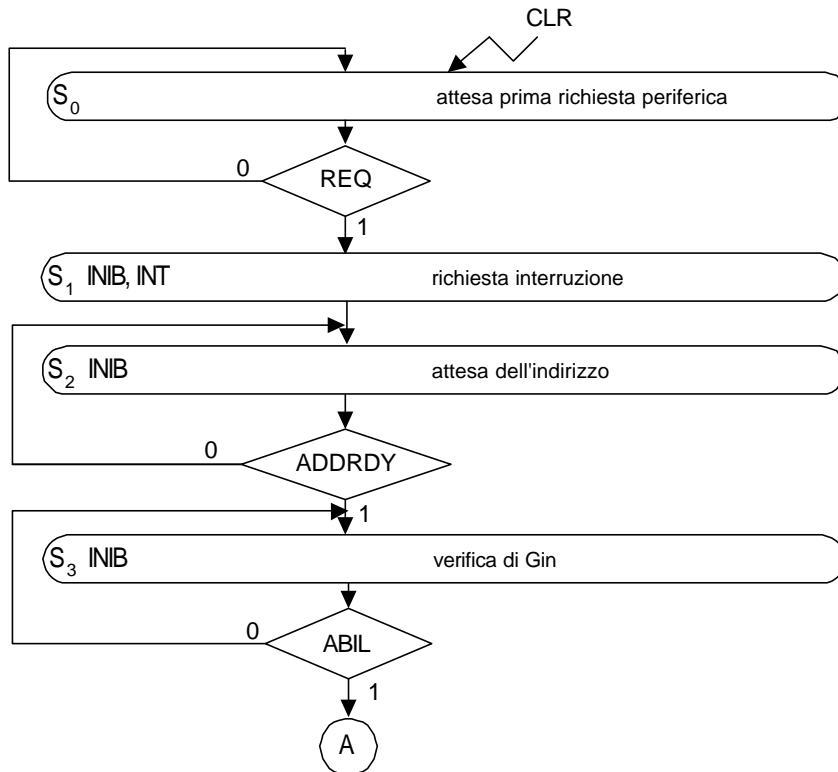 CLR
S0 attesa prima richiesta periferica
0
REQ
1
S1 INIB, INT richiesta interruzione
S2 INIB attesa dell'indirizzo
0
ADDRDY
1
S3 INIB verifica di Gin
0
ABIL
1
A